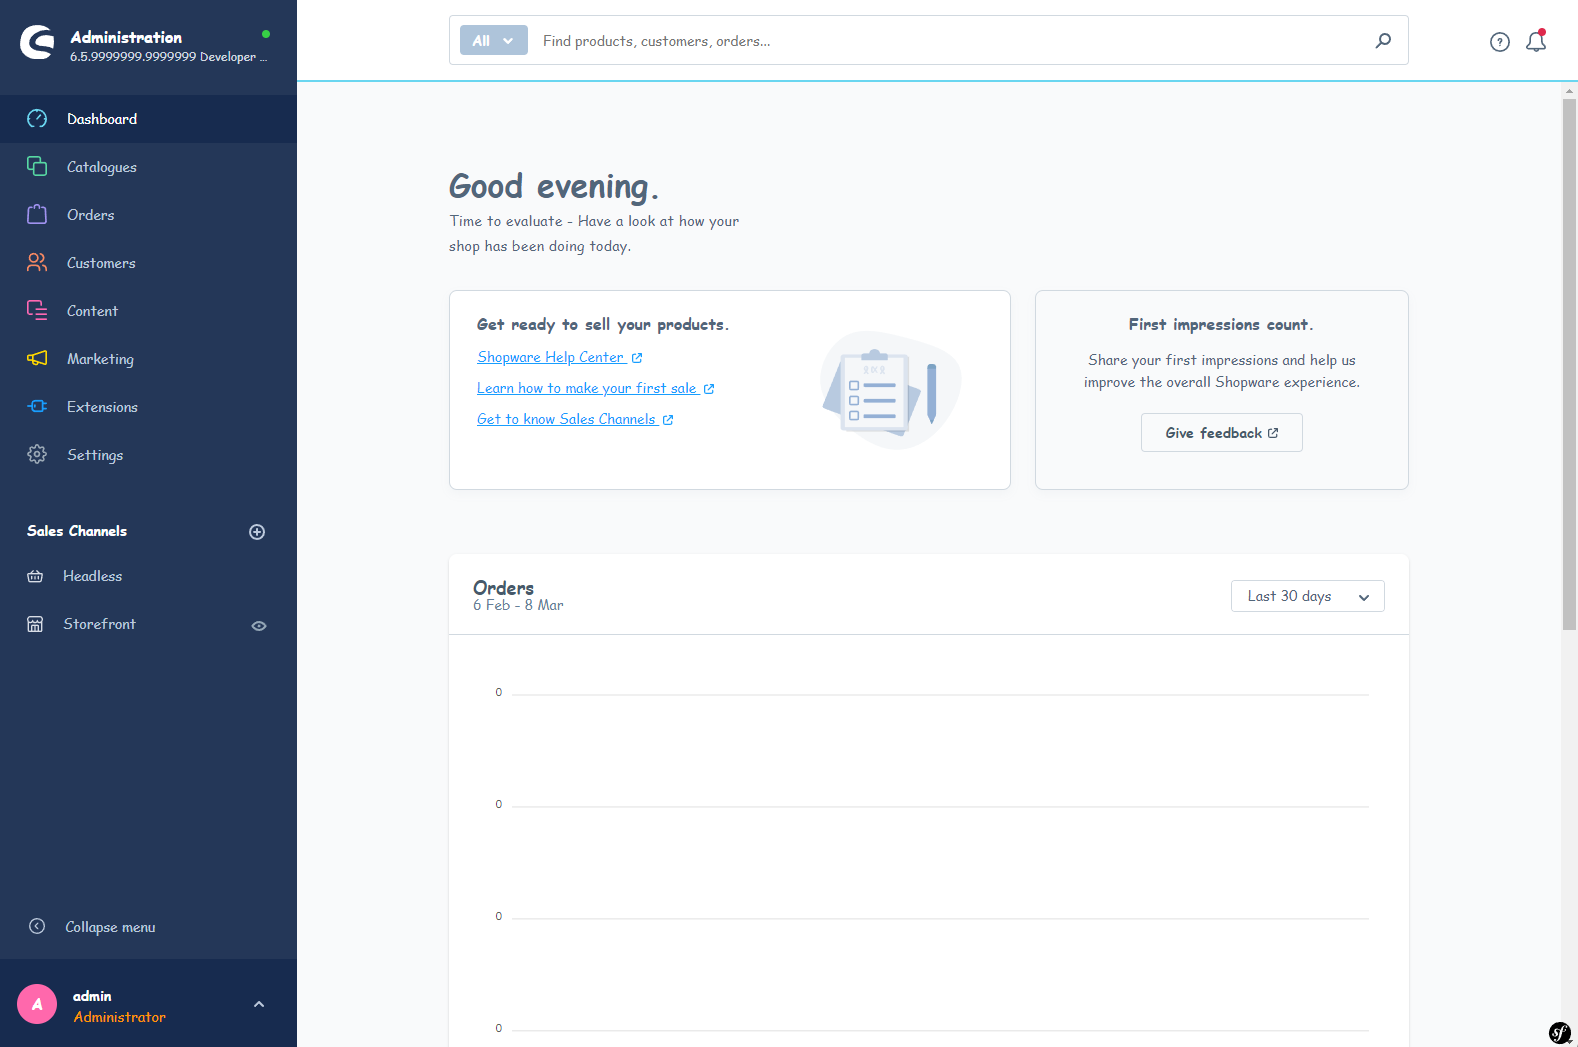 Administration
6.5.9999999.9999999 Developer ...
Dashboard
Catalogues
Orders
Customers
Content
Marketing
Extensions
Settings
Sales Channels
Headless
Storefront
Collapse menu
A
admin
Administrator
All
Find products, customers, orders...
?
Good evening.
Time to evaluate - Have a look at how your
shop has been doing today.
Get ready to sell your products.
Shopware Help Center
Learn how to make your first sale
Get to know Sales Channels
First impressions count.
Share your first impressions and help us
improve the overall Shopware experience.
Give feedback
Orders
6 Feb - 8 Mar
Last 30 days
0
0
0
0
sf